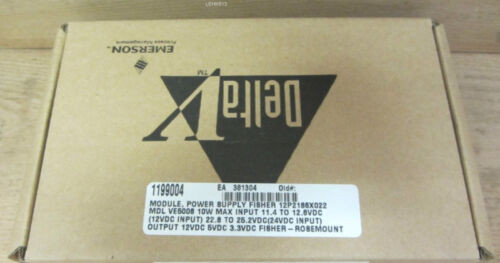 LEHNS13
EMERSON
Process Management
DeltaV™
1199004 EA 381304 Old#:
MODULE, POWER SUPPLY FISHER 12P2186X022
MDL VE5008 10W MAX INPUT 11.4 TO 12.6VDC
(12VDC INPUT) 22.8 TO 25.2VDC(24VDC INPUT)
OUTPUT 12VDC 5VDC 3.3VDC FISHER - ROSEMOUNT